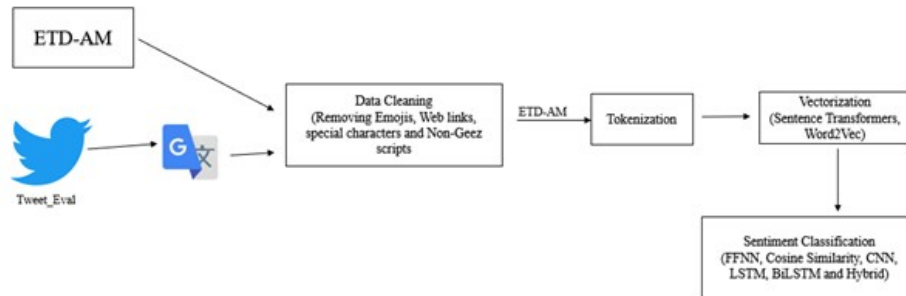 ETD-AM
Tweet_Eval
G 文
Data Cleaning
(Removing Emojis, Web links,
special characters and Non-Geez
scripts
ETD-AM
Tokenization
Vectorization
(Sentence Transformers,
Word2Vec)
Sentiment Classification
(FFNN, Cosine Similarity, CNN,
LSTM, BiLSTM and Hybrid)